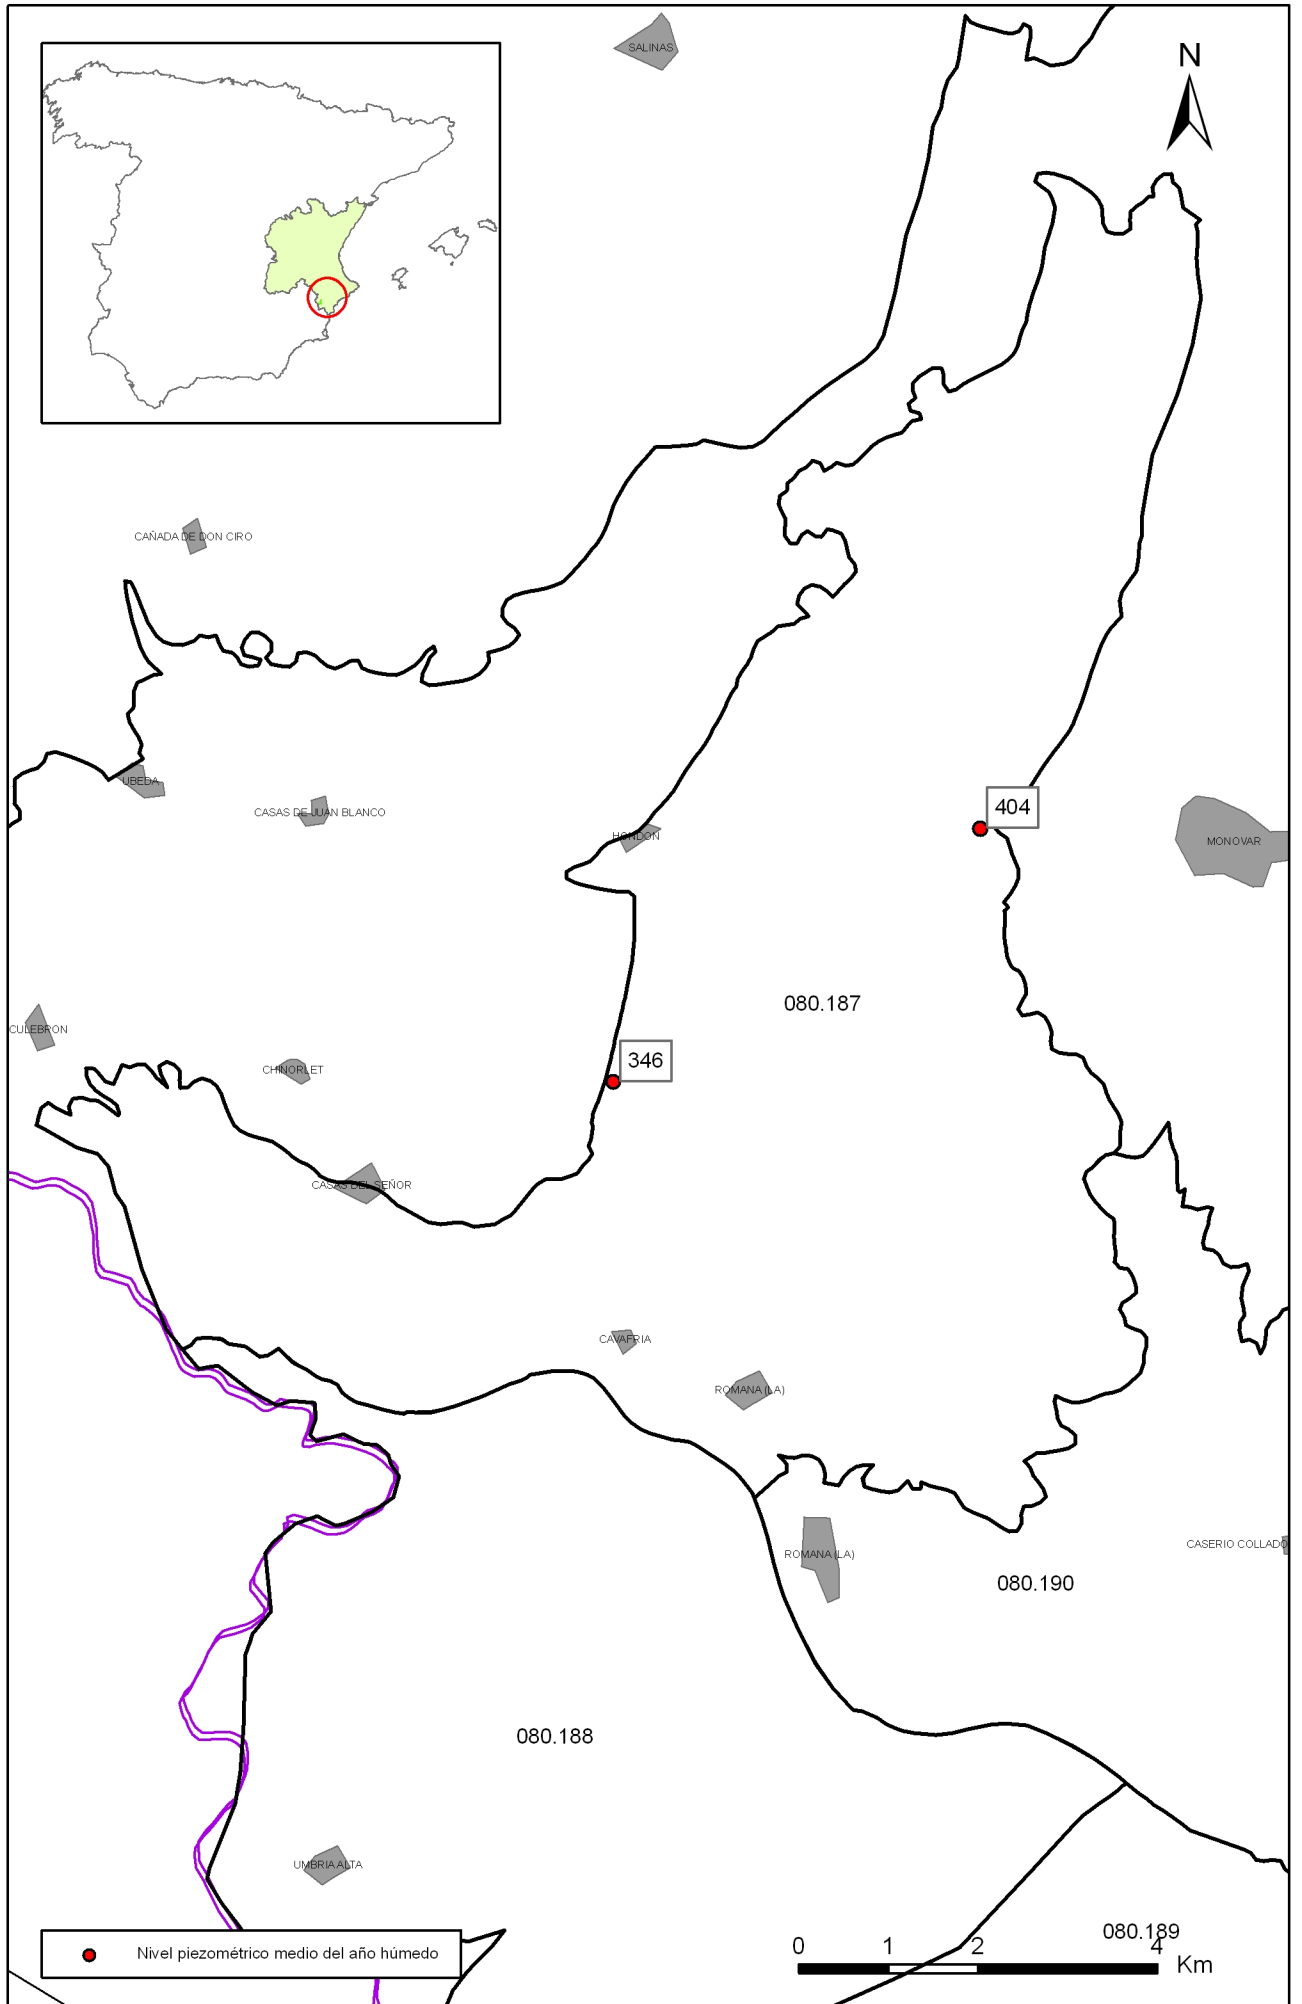 SALINAS
N
CAÑADA DE DON CIRO
UBEDA
CASAS DE JUAN BLANCO
HONDON
404
MONOVAR
080.187
CULEBRON
CHINORLET
346
CASAS DEL SEÑOR
CAVAFRIA
ROMANA (LA)
ROMANA (LA)
CASERIO COLLADO
080.190
080.188
UMBRIA ALTA
080.189
Nivel piezométrico medio del año húmedo
0 1 2 4
Km